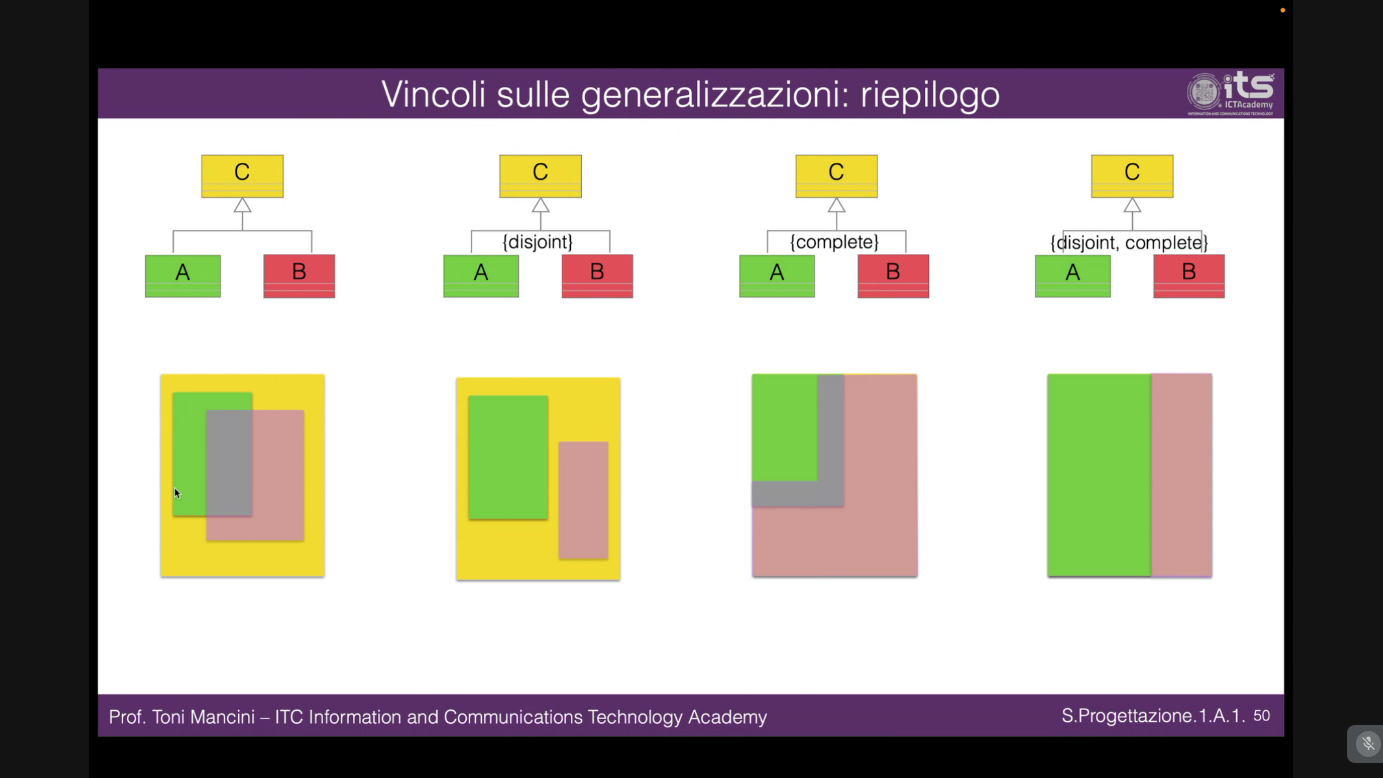 Vincoli sulle generalizzazioni: riepilogo
its
ICTAcademy
INFORMATION AND COMMUNICATIONS TECHNOLOGY
C
C
C
C
{disjoint}
{complete}
{disjoint, complete}
A
B
A
B
A
B
A
B
Prof. Toni Mancini – ITC Information and Communications Technology Academy
S.Progettazione.1.A.1. 50